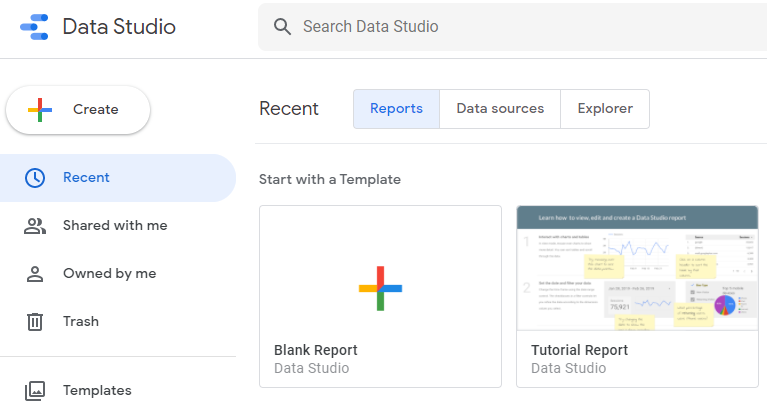 Data Studio
Search Data Studio
Create
Recent
Reports
Data sources
Explorer
Recent
Shared with me
Owned by me
Trash
Templates
Start with a Template
Blank Report
Data Studio
Learn how to view, edit and create a Data Studio report
1
2
75,921
Tutorial Report
Data Studio